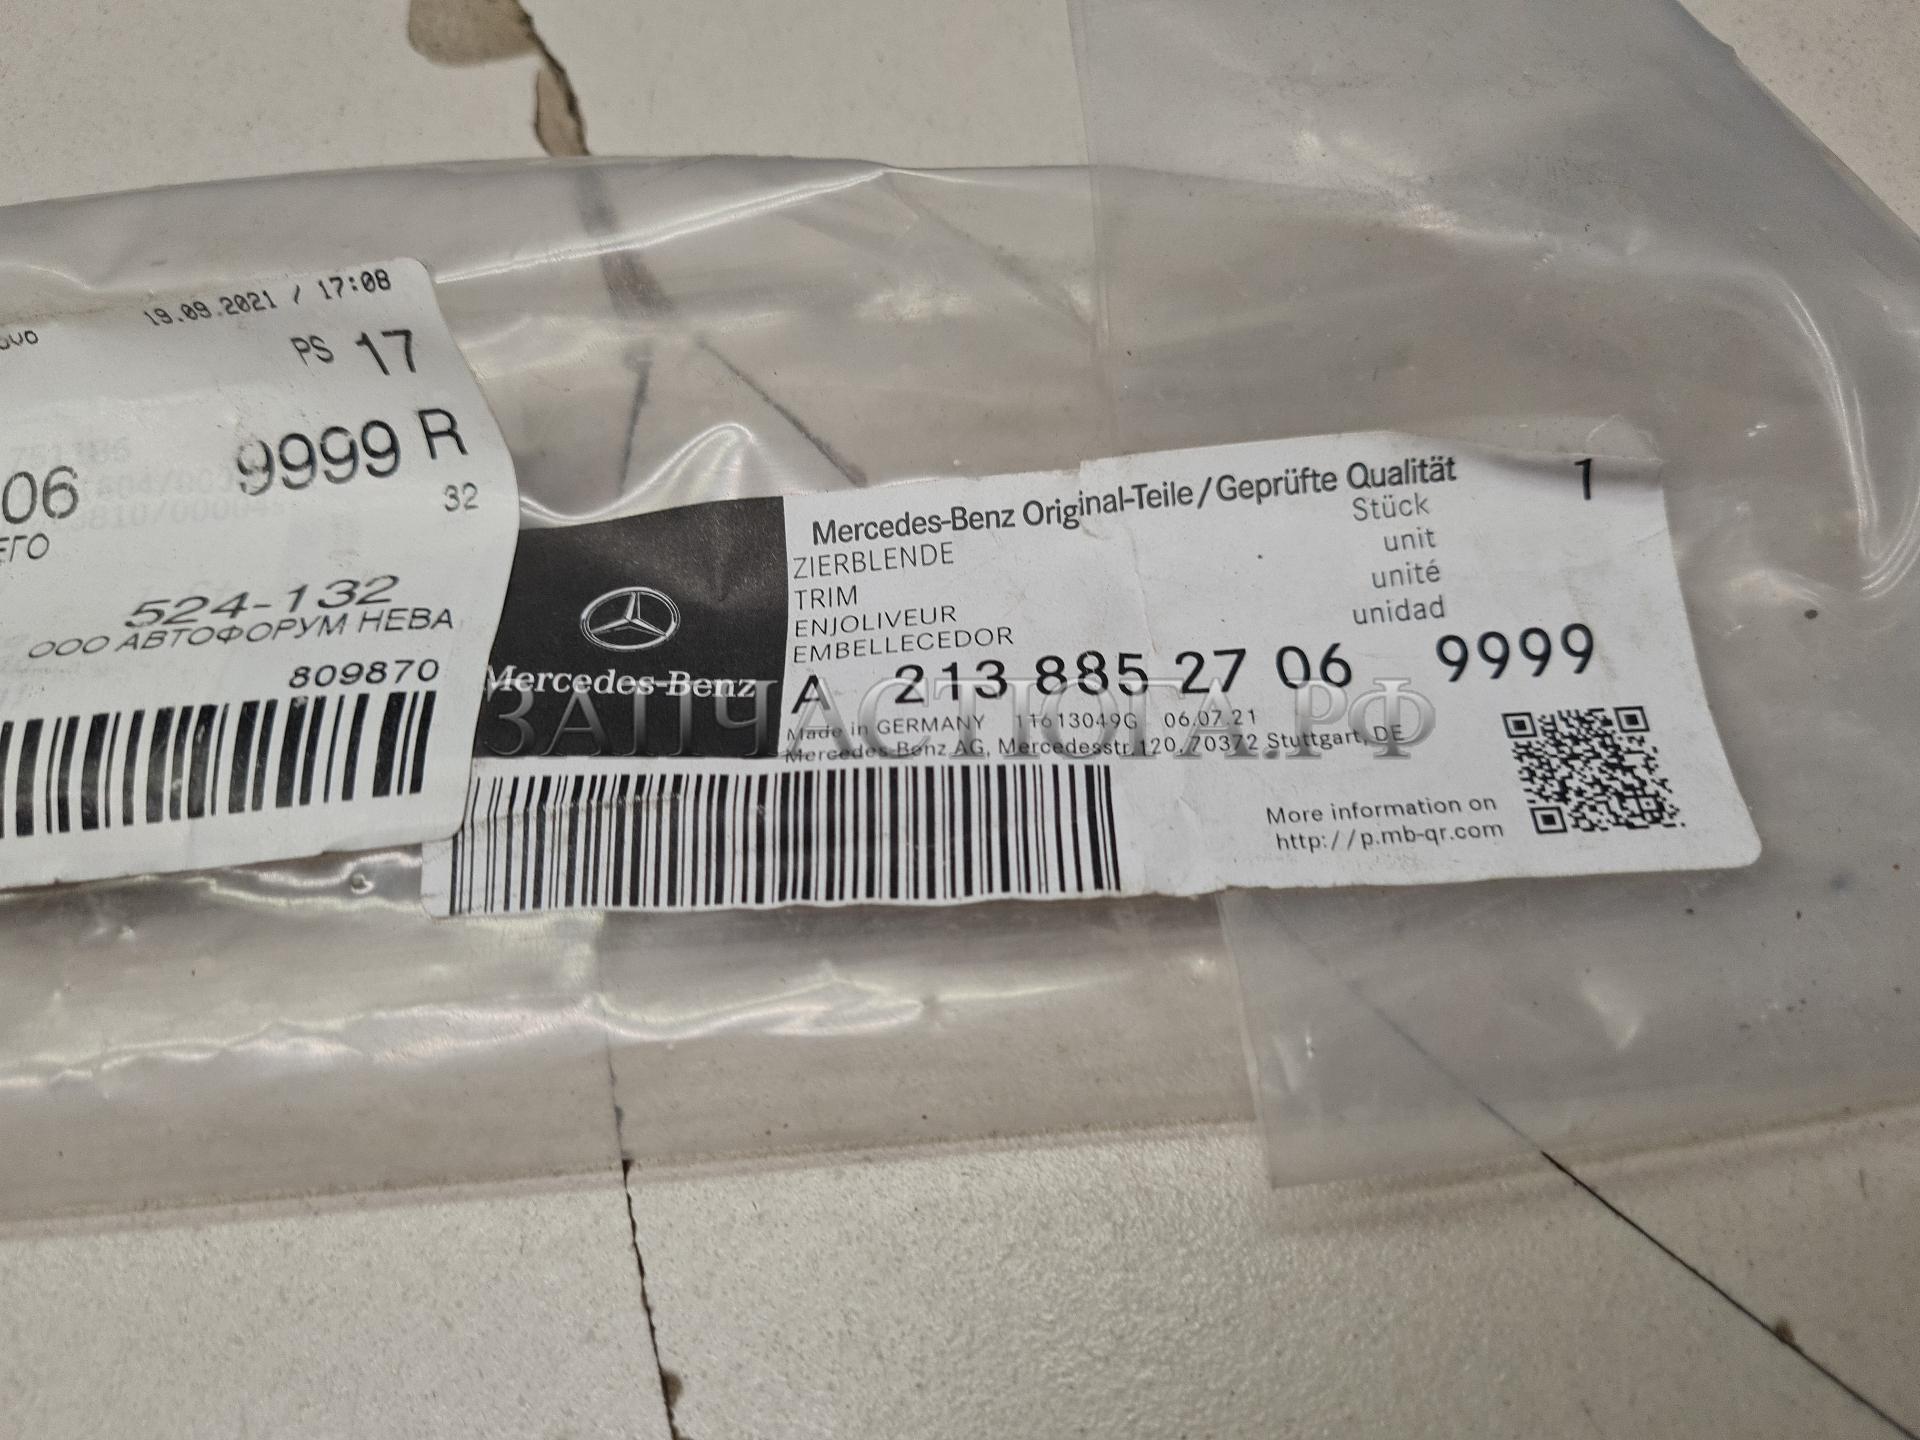 19.09.2021 / 17:08
PS 17
06 9999 R
32
524-132
ООО АВТОФОРУМ НЕВА
809870
Mercedes-Benz Original-Teile/Geprüfte Qualität
1
ZIERBLENDE
TRIM
ENJOLIVEUR
EMBELLECEDOR
Stück
unit
unité
unidad
Mercedes-Benz
A 213 885 27 06 9999
Made in GERMANY 11613049G 06.07.21
Mercedes-Benz AG, Mercedesstr.120,70372 Stuttgart, DE
More information on
http://p.mb-qr.com
ЗАПЧАСТЮГА.РФ